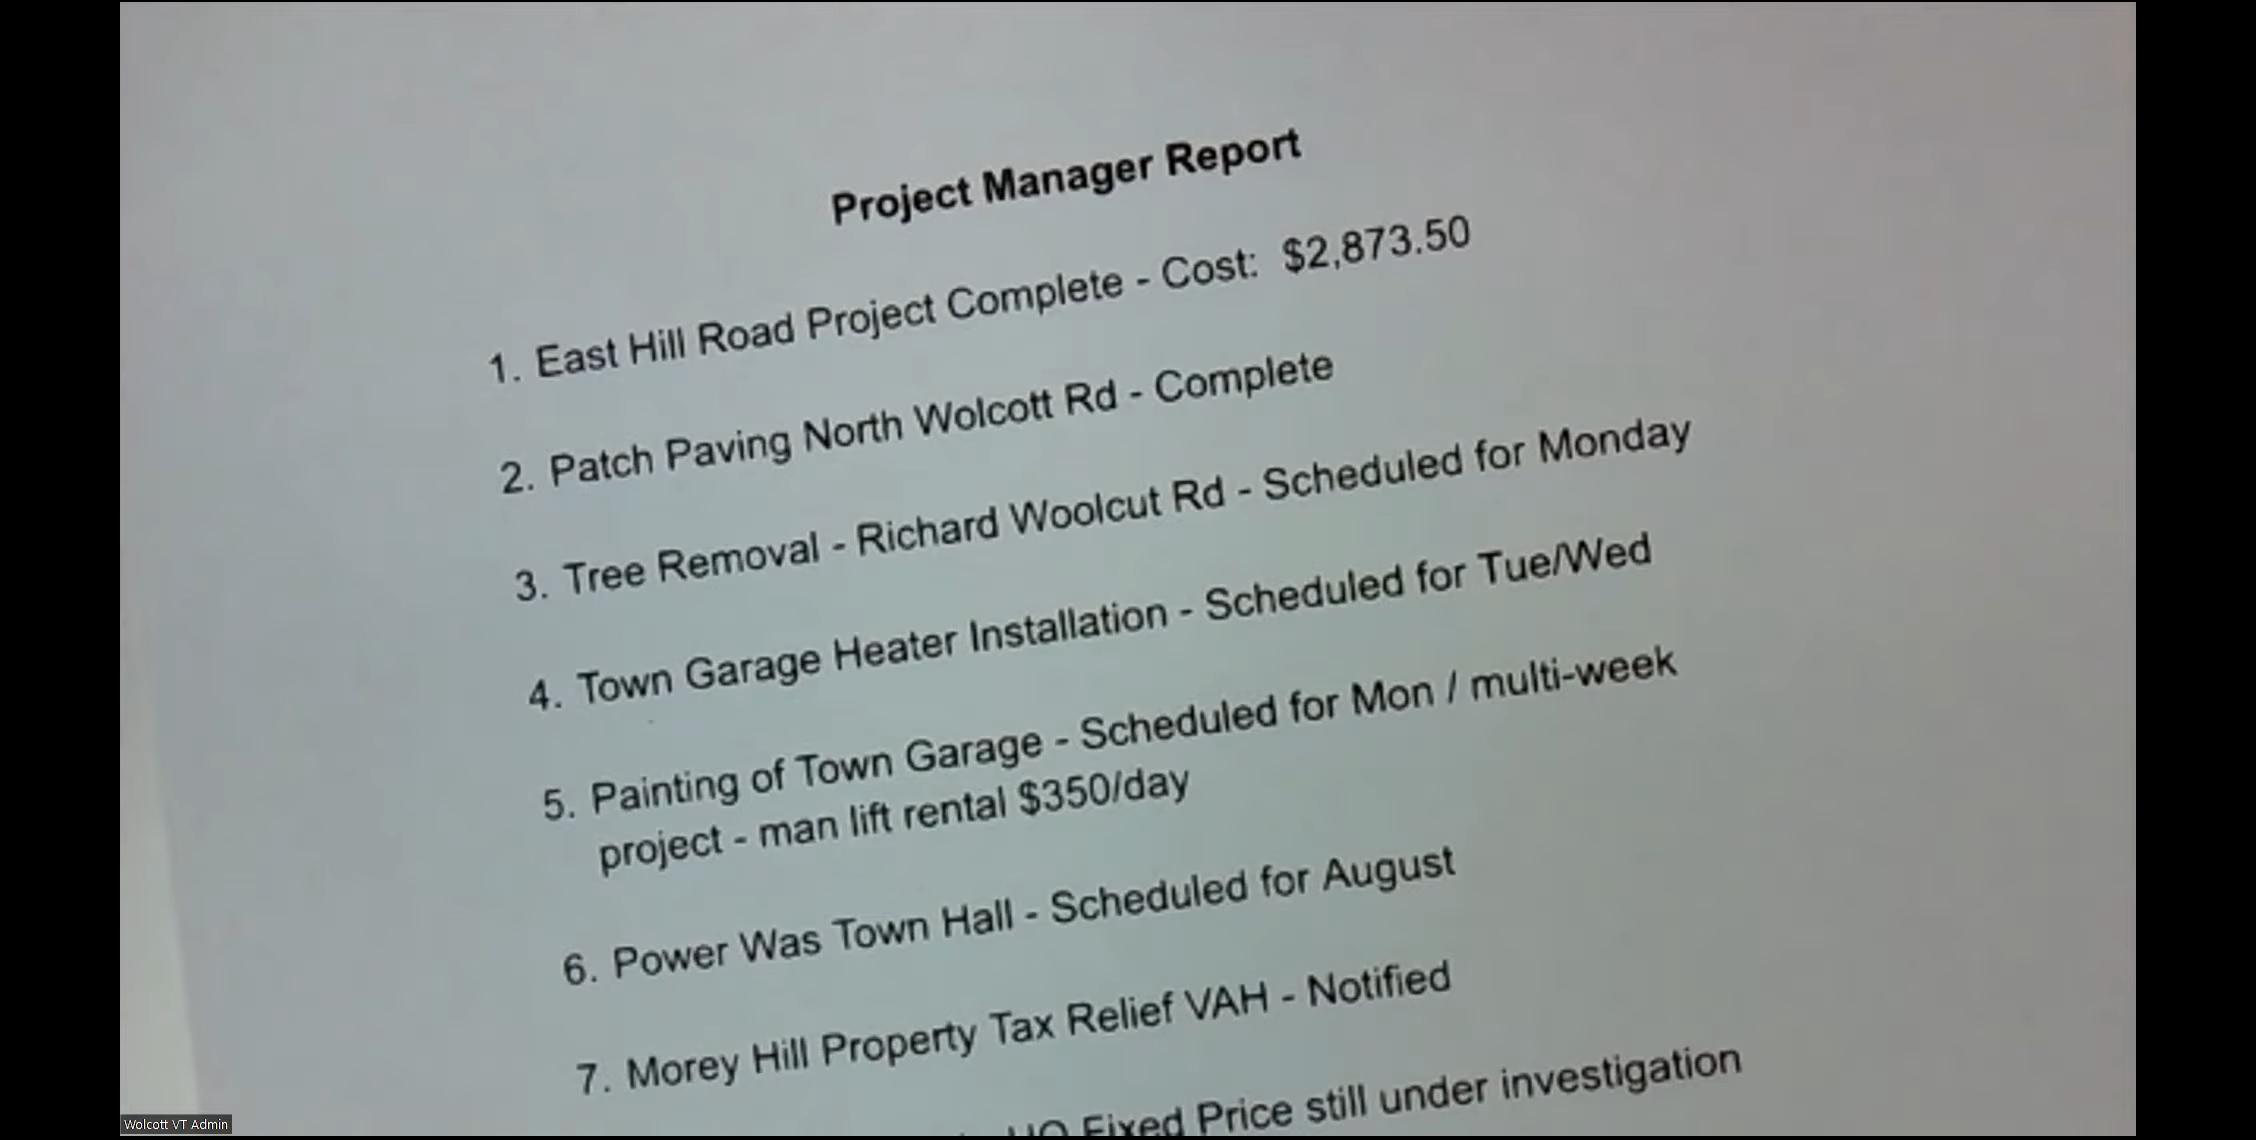 Project Manager Report
1. East Hill Road Project Complete - Cost: $2,873.50
2. Patch Paving North Wolcott Rd - Complete
3. Tree Removal - Richard Woolcut Rd - Scheduled for Monday
4. Town Garage Heater Installation - Scheduled for Tue/Wed
5. Painting of Town Garage - Scheduled for Mon / multi-week
project - man lift rental $350/day
6. Power Was Town Hall - Scheduled for August
7. Morey Hill Property Tax Relief VAH - Notified
Fixed Price still under investigation
Wolcott VT Admin